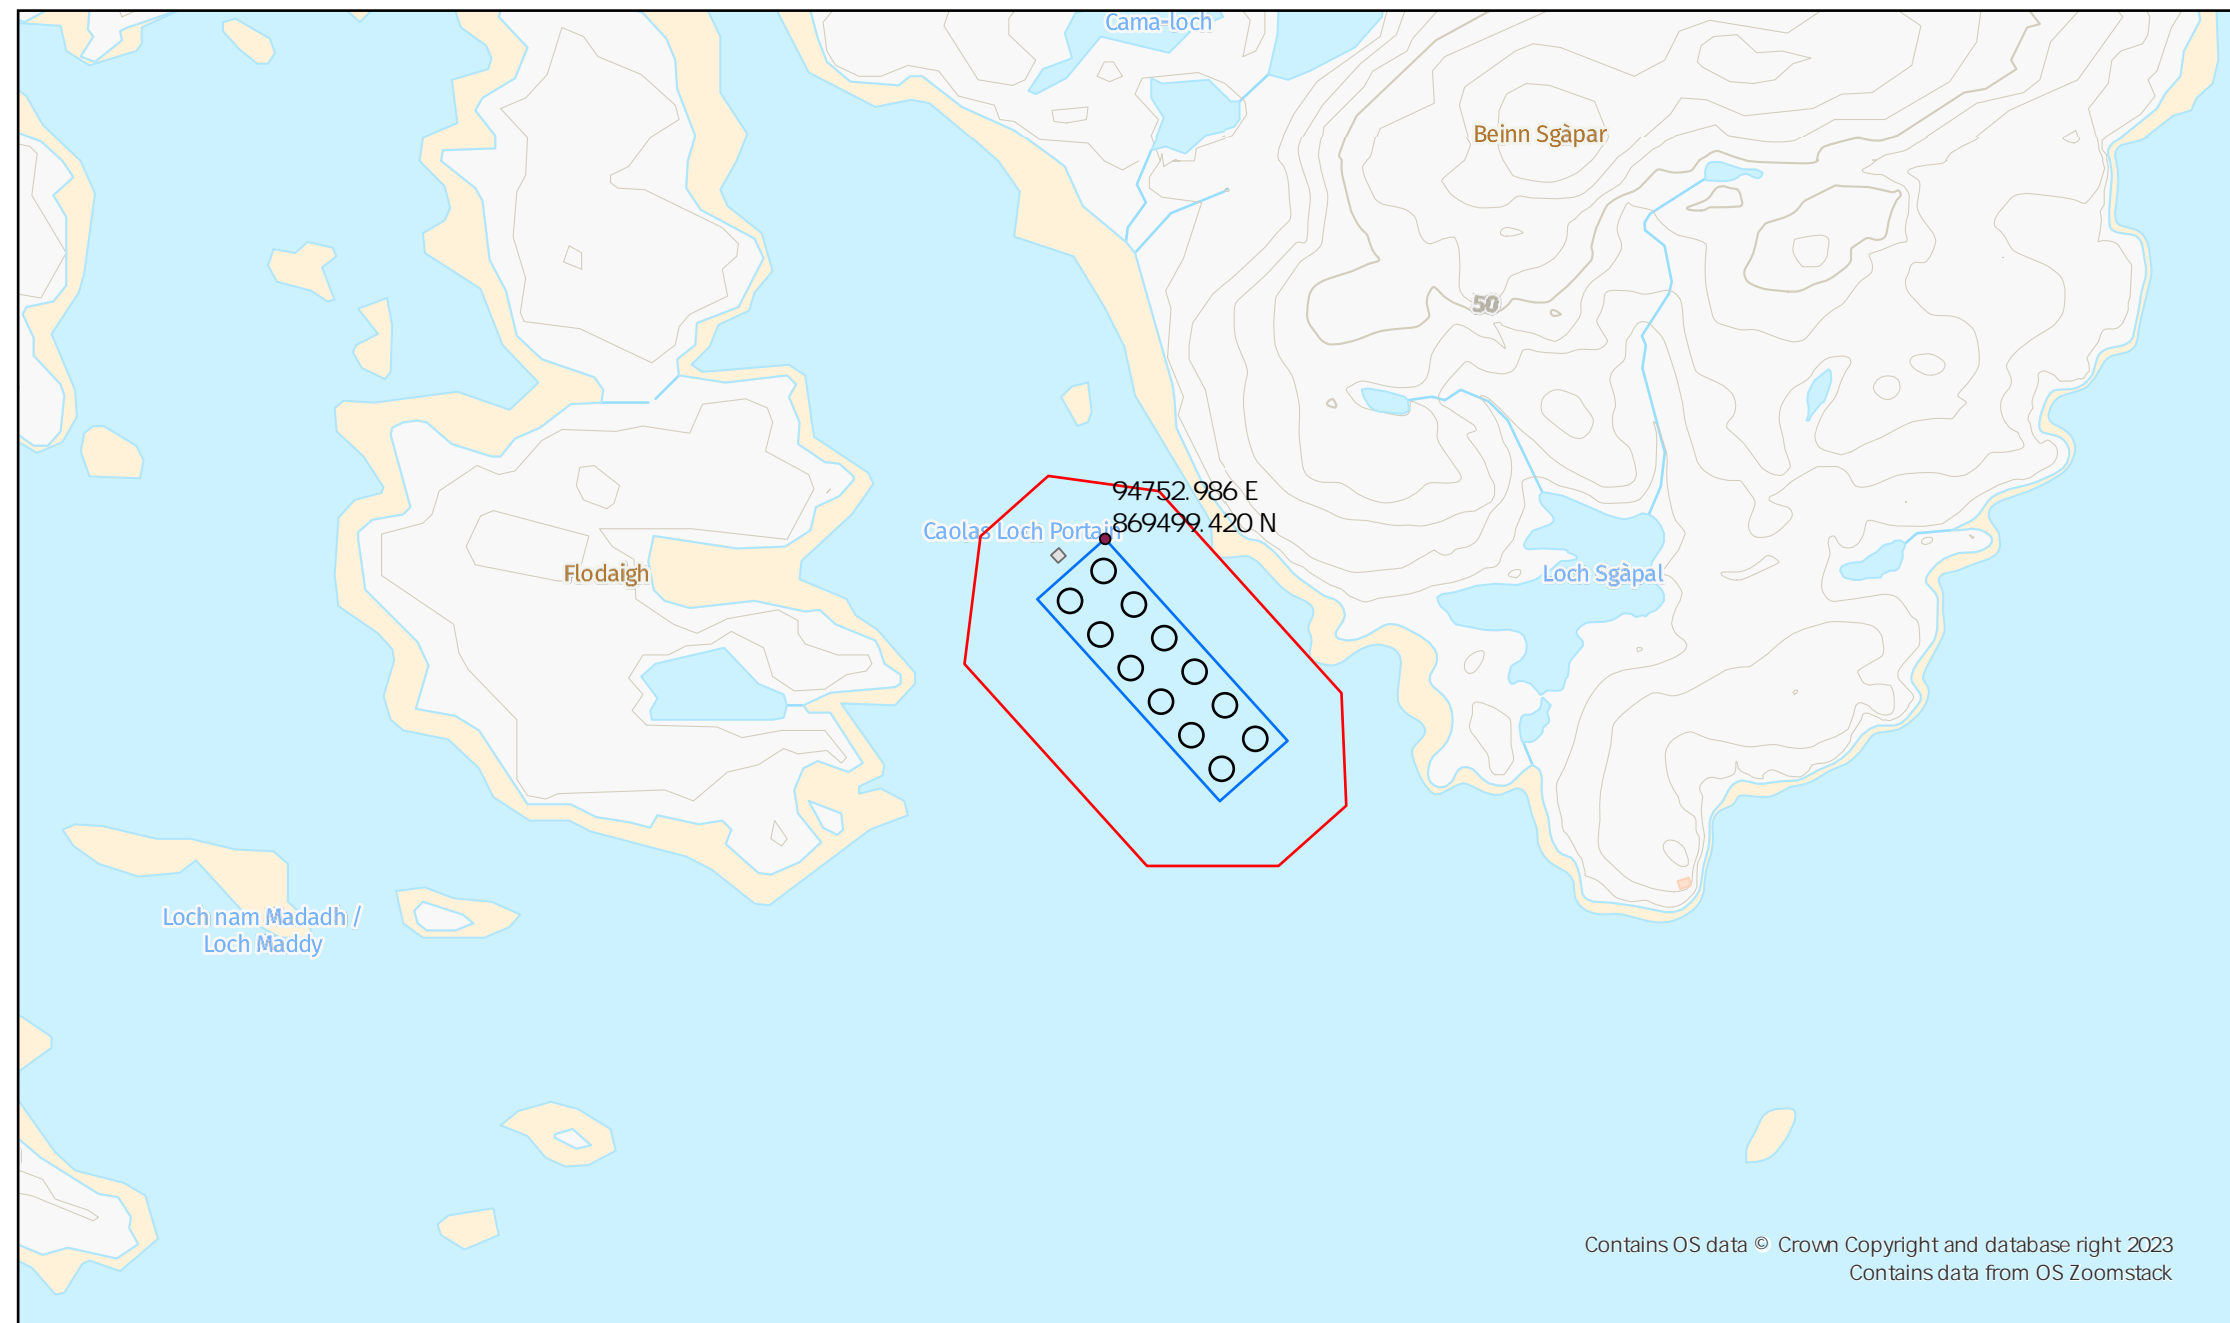 Cama-loch
Beinn Sgàpar
50
94752.986 E
869499.420 N
Caolas Loch Portain
Flodaigh
Loch Sgàpal
Loch nam Madadh /
Loch Maddy
Contains OS data © Crown Copyright and database right 2023
Contains data from OS Zoomstack